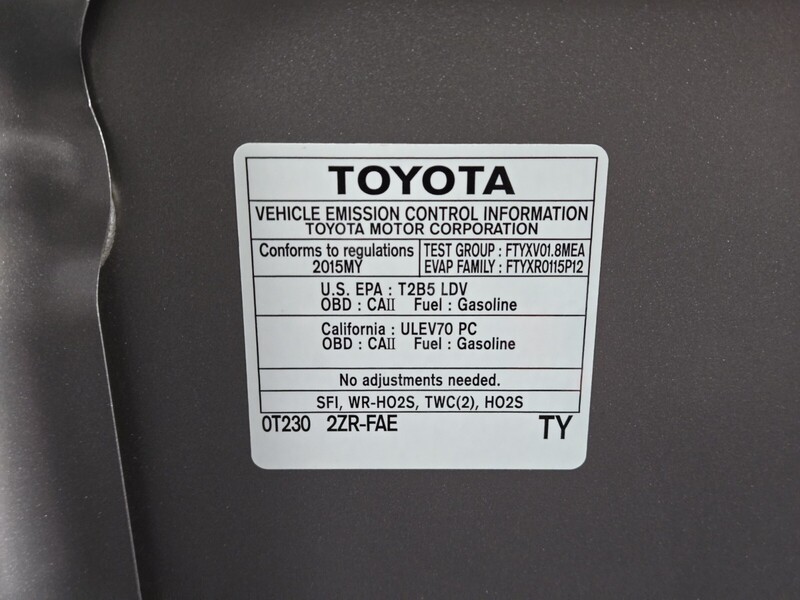 TOYOTA
VEHICLE EMISSION CONTROL INFORMATION
TOYOTA MOTOR CORPORATION
Conforms to regulations
2015MY
TEST GROUP : FTYXV01.8MEA
EVAP FAMILY : FTYXR0115P12
U.S. EPA : T2B5 LDV
OBD : CAII Fuel : Gasoline
California : ULEV70 PC
OBD : CAII Fuel : Gasoline
No adjustments needed.
SFI, WR-HO2S, TWC(2), HO2S
0T230 2ZR-FAE TY